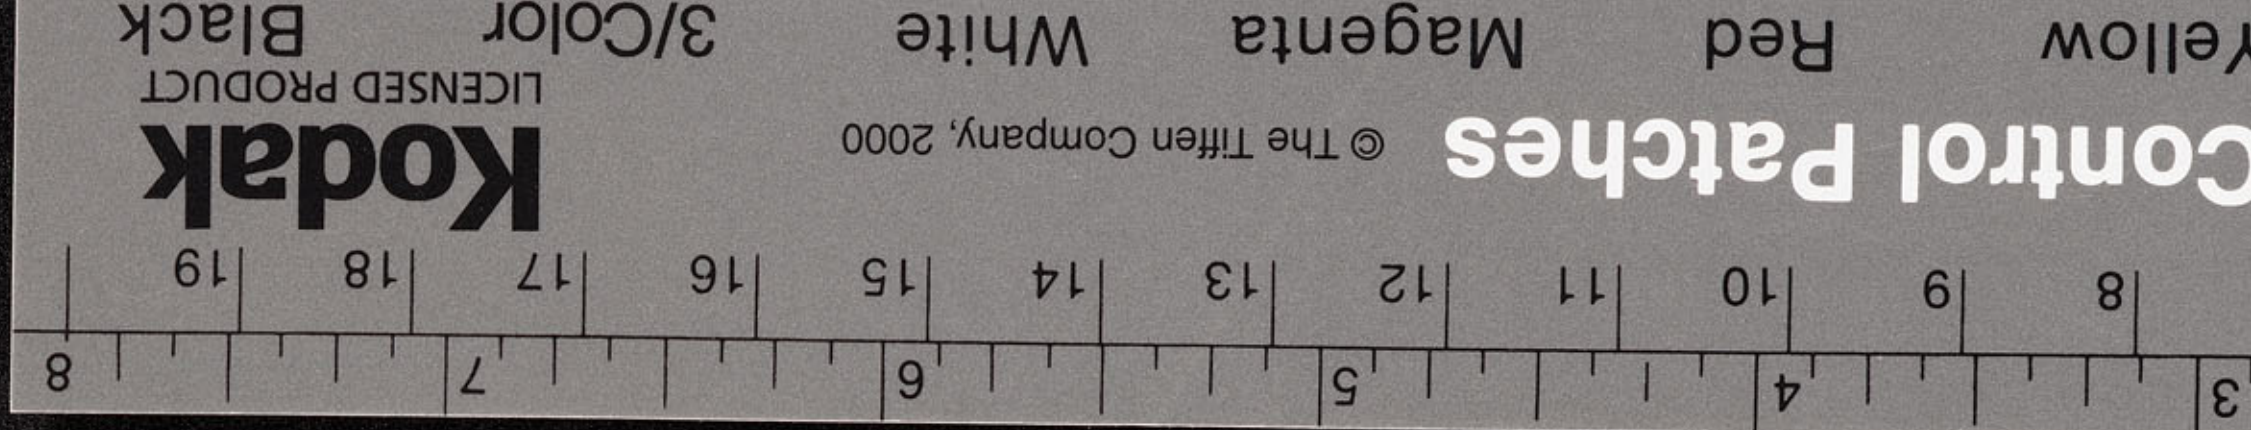 3 4 5 6 7 8
8 9 10 11 12 13 14 15 16 17 18 19
Control Patches © The Tiffen Company, 2000 Kodak
LICENSED PRODUCT
Yellow Red Magenta White 3/Color Black